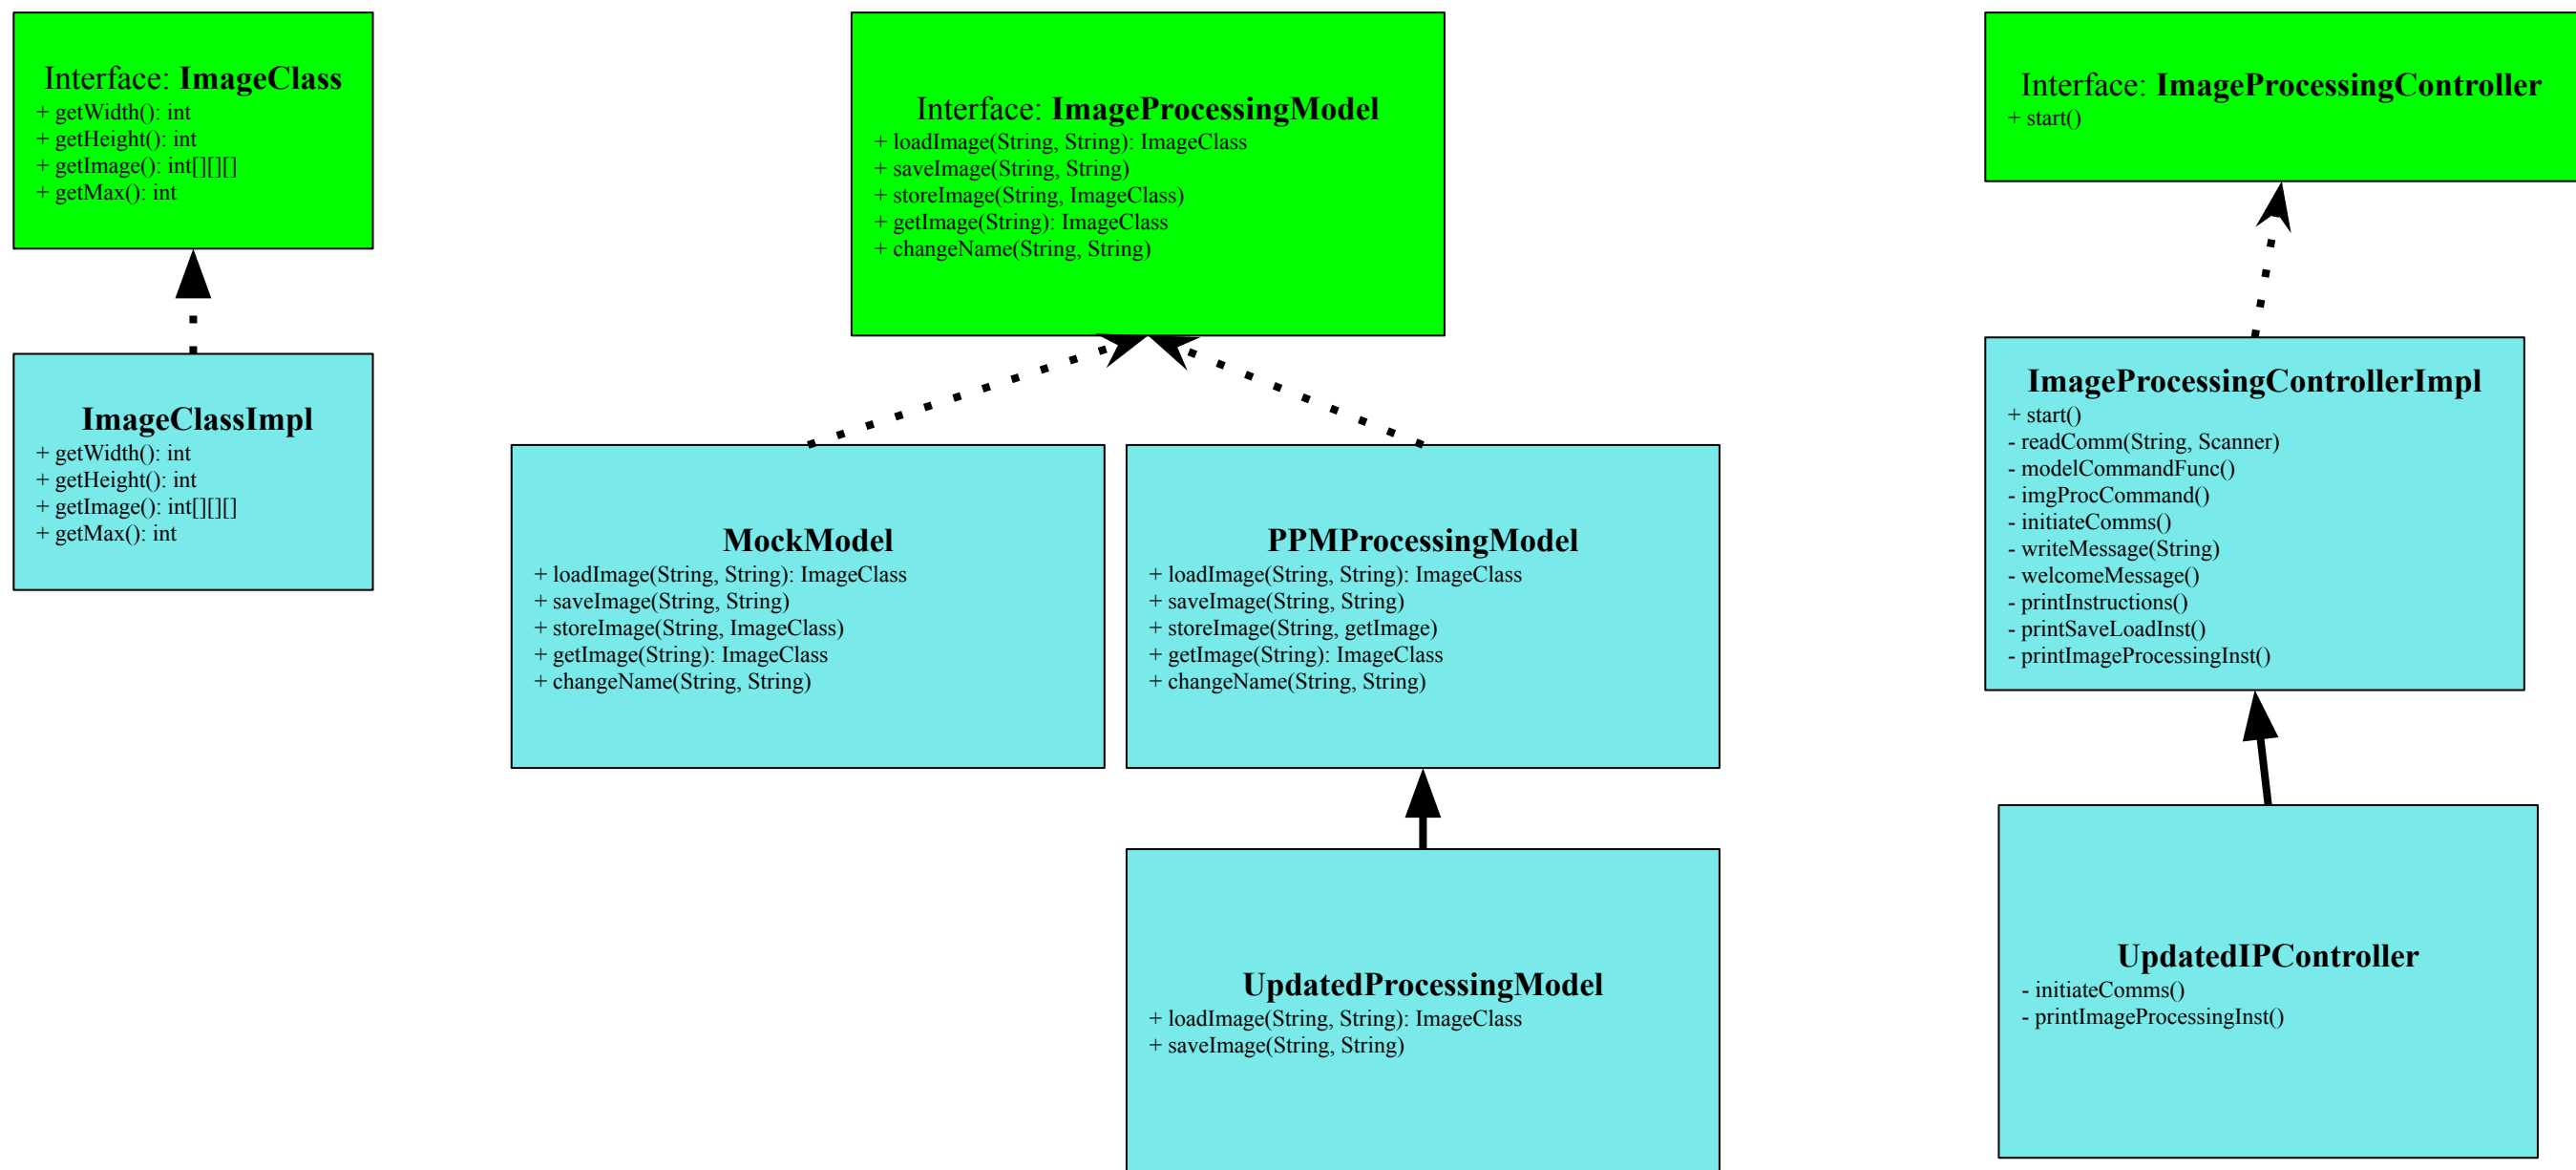 Interface: ImageClass
+ getWidth(): int
+ getHeight(): int
+ getImage(): int[][][]
+ getMax(): int
ImageClassImpl
+ getWidth(): int
+ getHeight(): int
+ getImage(): int[][][]
+ getMax(): int
Interface: ImageProcessingModel
+ loadImage(String, String): ImageClass
+ saveImage(String, String)
+ storeImage(String, ImageClass)
+ getImage(String): ImageClass
+ changeName(String, String)
MockModel
+ loadImage(String, String): ImageClass
+ saveImage(String, String)
+ storeImage(String, ImageClass)
+ getImage(String): ImageClass
+ changeName(String, String)
PPMProcessingModel
+ loadImage(String, String): ImageClass
+ saveImage(String, String)
+ storeImage(String, getImage)
+ getImage(String): ImageClass
+ changeName(String, String)
UpdatedProcessingModel
+ loadImage(String, String): ImageClass
+ saveImage(String, String)
Interface: ImageProcessingController
+ start()
ImageProcessingControllerImpl
+ start()
- readComm(String, Scanner)
- modelCommandFunc()
- imgProcCommand()
- initiateComms()
- writeMessage(String)
- welcomeMessage()
- printInstructions()
- printSaveLoadInst()
- printImageProcessingInst()
UpdatedIPController
- initiateComms()
- printImageProcessingInst()